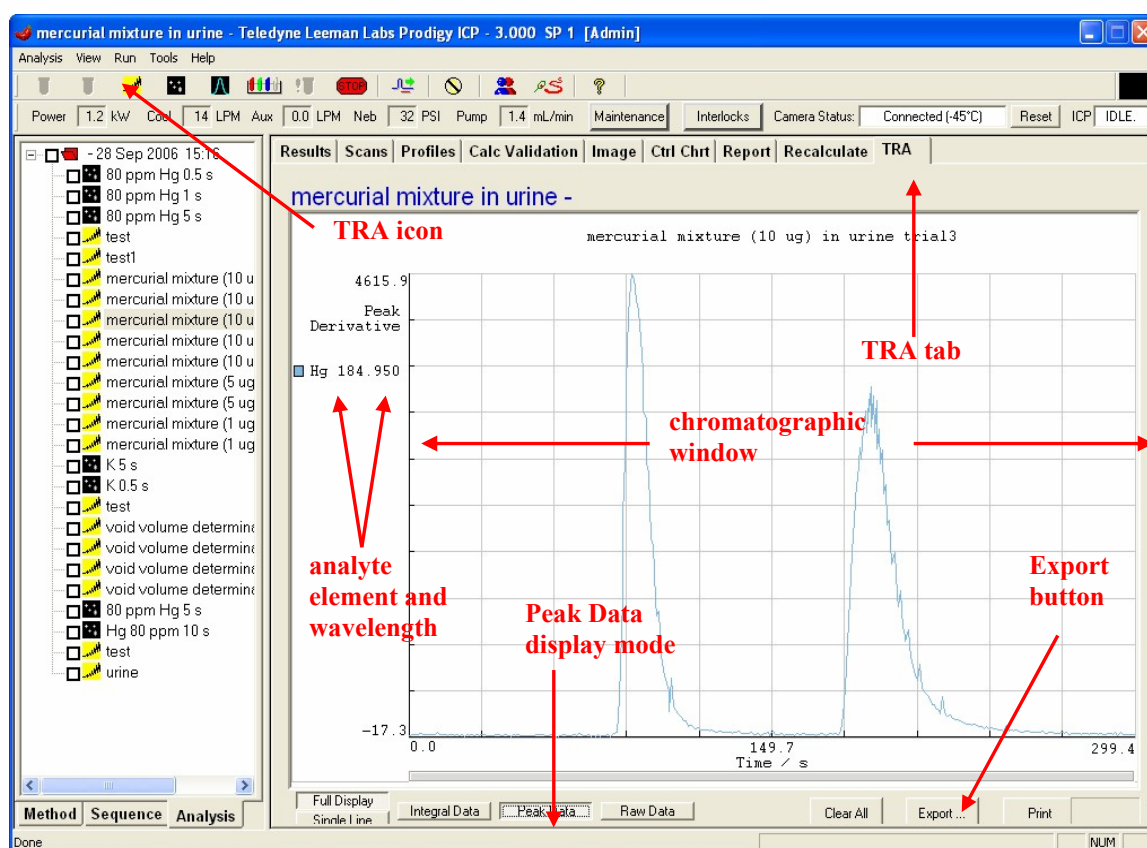 mercurial mixture in urine - Teledyne Leeman Labs Prodigy ICP - 3.000 SP 1 [Admin]
Analysis View Run Tools Help
STOP
Power 1.2 kW Cool 14 LPM Aux 0.0 LPM Neb 32 PSI Pump 1.4 mL/min Maintenance Interlocks Camera Status: Connected (-45°C) Reset ICP IDLE.
- 28 Sep 2006 15:16
80 ppm Hg 0.5 s
80 ppm Hg 1 s
80 ppm Hg 5 s
test
test1
mercurial mixture (10 u
mercurial mixture (10 u
mercurial mixture (10 u
mercurial mixture (10 u
mercurial mixture (10 u
mercurial mixture (5 ug
mercurial mixture (5 ug
mercurial mixture (1 ug
mercurial mixture (1 ug
K 5 s
K 0.5 s
test
void volume determina
void volume determina
void volume determina
void volume determina
80 ppm Hg 5 s
Hg 80 ppm 10 s
test
urine
Method Sequence Analysis
Results Scans Profiles Calc Validation Image Ctrl Chrt Report Recalculate TRA
mercurial mixture in urine -
TRA icon
mercurial mixture (10 ug) in urine trial3
4615.9
Peak
Derivative
Hg 184.950
TRA tab
chromatographic
window
analyte
element and
wavelength
Peak Data
display mode
Export
button
-17.3
0.0 149.7 299.4
Time / s
Full Display
Single Line
Integral Data Peak Data Raw Data Clear All Export ... Print
Done NUM